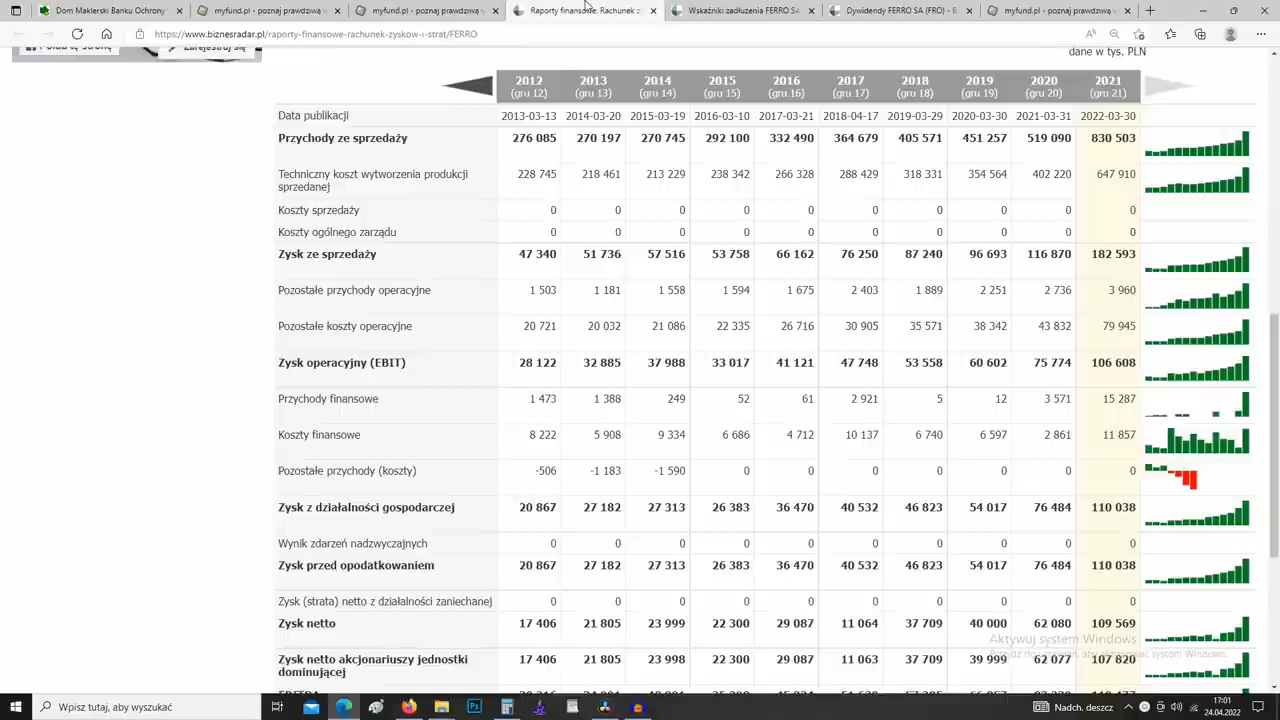 Dom Maklerski Banku Ochrony
myfund.pl - poznaj prawdziwą
myfund.pl - poznaj prawdziwą
Raporty finansowe: Rachunek z
Wskaźniki zadłużenia FERRO.SA
Dywidendy FERRO SA (FRO) - B
myfund.pl - poznaj prawdziwą
https://www.biznesradar.pl/raporty-finansowe-rachunek-zyskow-i-strat/FERRO
Zarejestruj się
dane w tys. PLN
2012 2013 2014 2015 2016 2017 2018 2019 2020 2021
(gru 12) (gru 13) (gru 14) (gru 15) (gru 16) (gru 17) (gru 18) (gru 19) (gru 20) (gru 21)
Data publikacji 2013-03-13 2014-03-20 2015-03-19 2016-03-10 2017-03-21 2018-04-17 2019-03-29 2020-03-30 2021-03-31 2022-03-30
Przychody ze sprzedaży 276 085 270 197 270 745 292 100 332 490 364 679 405 571 451 257 519 090 830 503
Techniczny koszt wytworzenia produkcji
sprzedanej 228 745 218 461 213 229 238 342 266 328 288 429 318 331 354 564 402 220 647 910
Koszty sprzedaży 0 0 0 0 0 0 0 0 0 0
Koszty ogólnego zarządu 0 0 0 0 0 0 0 0 0 0
Zysk ze sprzedaży 47 340 51 736 57 516 53 758 66 162 76 250 87 240 96 693 116 870 182 593
Pozostałe przychody operacyjne 1 503 1 181 1 558 1 594 1 675 2 403 1 889 2 251 2 736 3 960
Pozostałe koszty operacyjne 20 721 20 032 21 086 22 335 26 716 30 905 35 571 38 342 43 832 79 945
Zysk operacyjny (EBIT) 28 122 32 885 37 988 33 017 41 121 47 748 53 558 60 602 75 774 106 608
Przychody finansowe 1 473 1 388 249 52 61 2 921 5 12 3 571 15 287
Koszty finansowe 8 222 5 908 9 334 6 686 4 712 10 137 6 740 6 597 2 861 11 857
Pozostałe przychody (koszty) -506 -1 183 -1 590 0 0 0 0 0 0 0
Zysk z działalności gospodarczej 20 867 27 182 27 313 26 383 36 470 40 532 46 823 54 017 76 484 110 038
Wynik zdarzeń nadzwyczajnych 0 0 0 0 0 0 0 0 0 0
Zysk przed opodatkowaniem 20 867 27 182 27 313 26 383 36 470 40 532 46 823 54 017 76 484 110 038
Zysk (strata) netto z działalności zaniechanej 0 0 0 0 0 0 0 0 0 0
Zysk netto 17 406 21 805 23 999 22 300 29 087 11 064 37 709 40 000 62 080 109 569
Aktywuj system Windows
Zysk netto akcjonariuszy jednostki
dominującej 17 406 21 805 23 998 22 300 29 087 11 063 37 709 39 999 62 077 107 820
Wpisz tutaj, aby wyszukać
Nadch. deszcz
17:01
24.04.2022